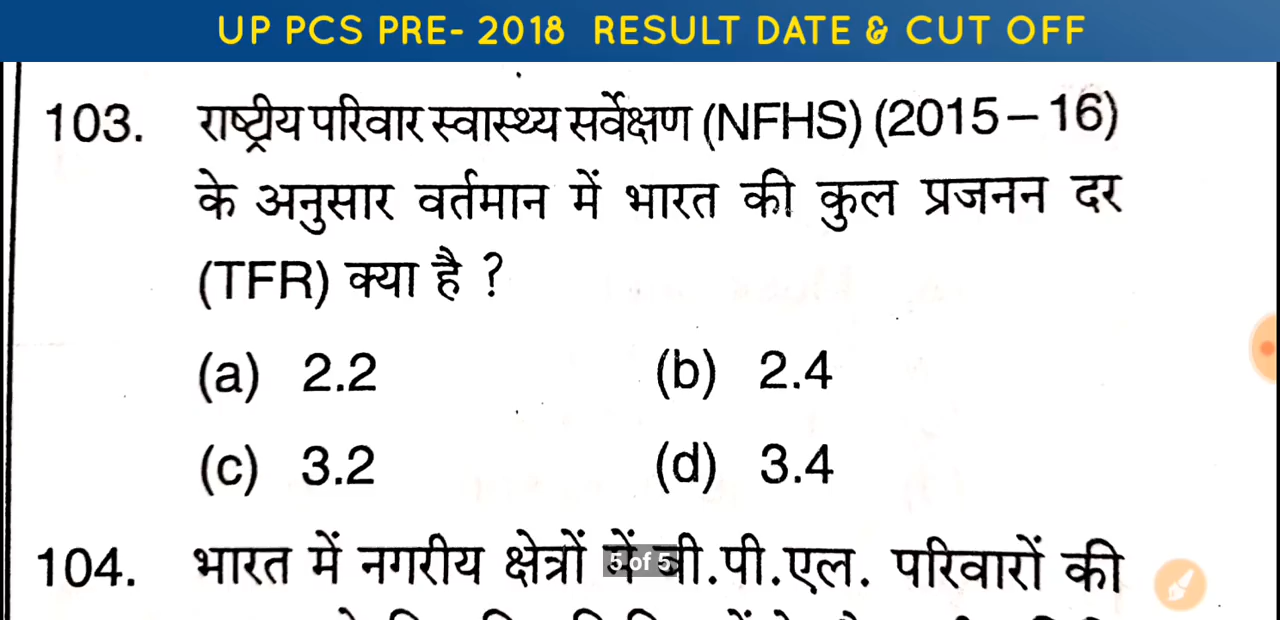 UP PCS PRE- 2018 RESULT DATE & CUT OFF
103. राष्ट्रीय परिवार स्वास्थ्य सर्वेक्षण (NFHS) (2015–16)
के अनुसार वर्तमान में भारत की कुल प्रजनन दर
(TFR) क्या है ?
(a) 2.2 (b) 2.4
(c) 3.2 (d) 3.4
104. भारत में नगरीय क्षेत्रों में बी.पी.एल. परिवारों की
5 of 5